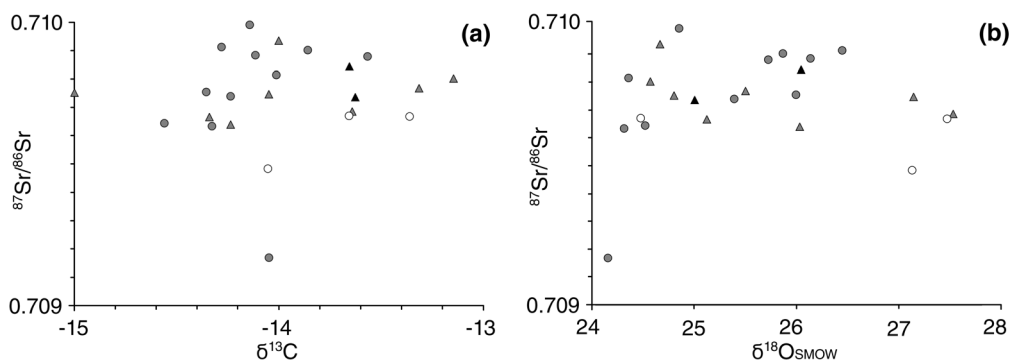 0.710
(a)
⁸⁷Sr/⁸⁶Sr
0.709
-15
-14
-13
δ¹³C
0.710
(b)
⁸⁷Sr/⁸⁶Sr
0.709
24
25
26
27
28
δ¹⁸OSMOW